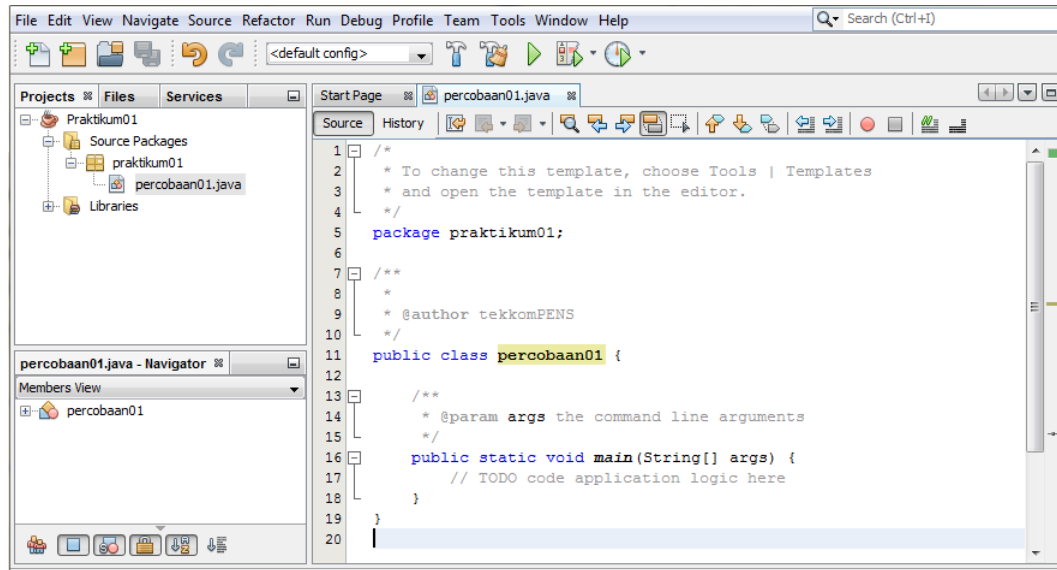 File Edit View Navigate Source Refactor Run Debug Profile Team Tools Window Help
Search (Ctrl+I)
<default config>
Projects Files Services
Praktikum01
Source Packages
praktikum01
percobaan01.java
Libraries
percobaan01.java - Navigator
Members View
percobaan01
Start Page percobaan01.java
Source History
1 /*
2  * To change this template, choose Tools | Templates
3  * and open the template in the editor.
4  */
5 package praktikum01;
6
7 /**
8  *
9  * @author tekkomPENS
10  */
11 public class percobaan01 {
12
13     /**
14      * @param args the command line arguments
15      */
16     public static void main(String[] args) {
17         // TODO code application logic here
18     }
19 }
20